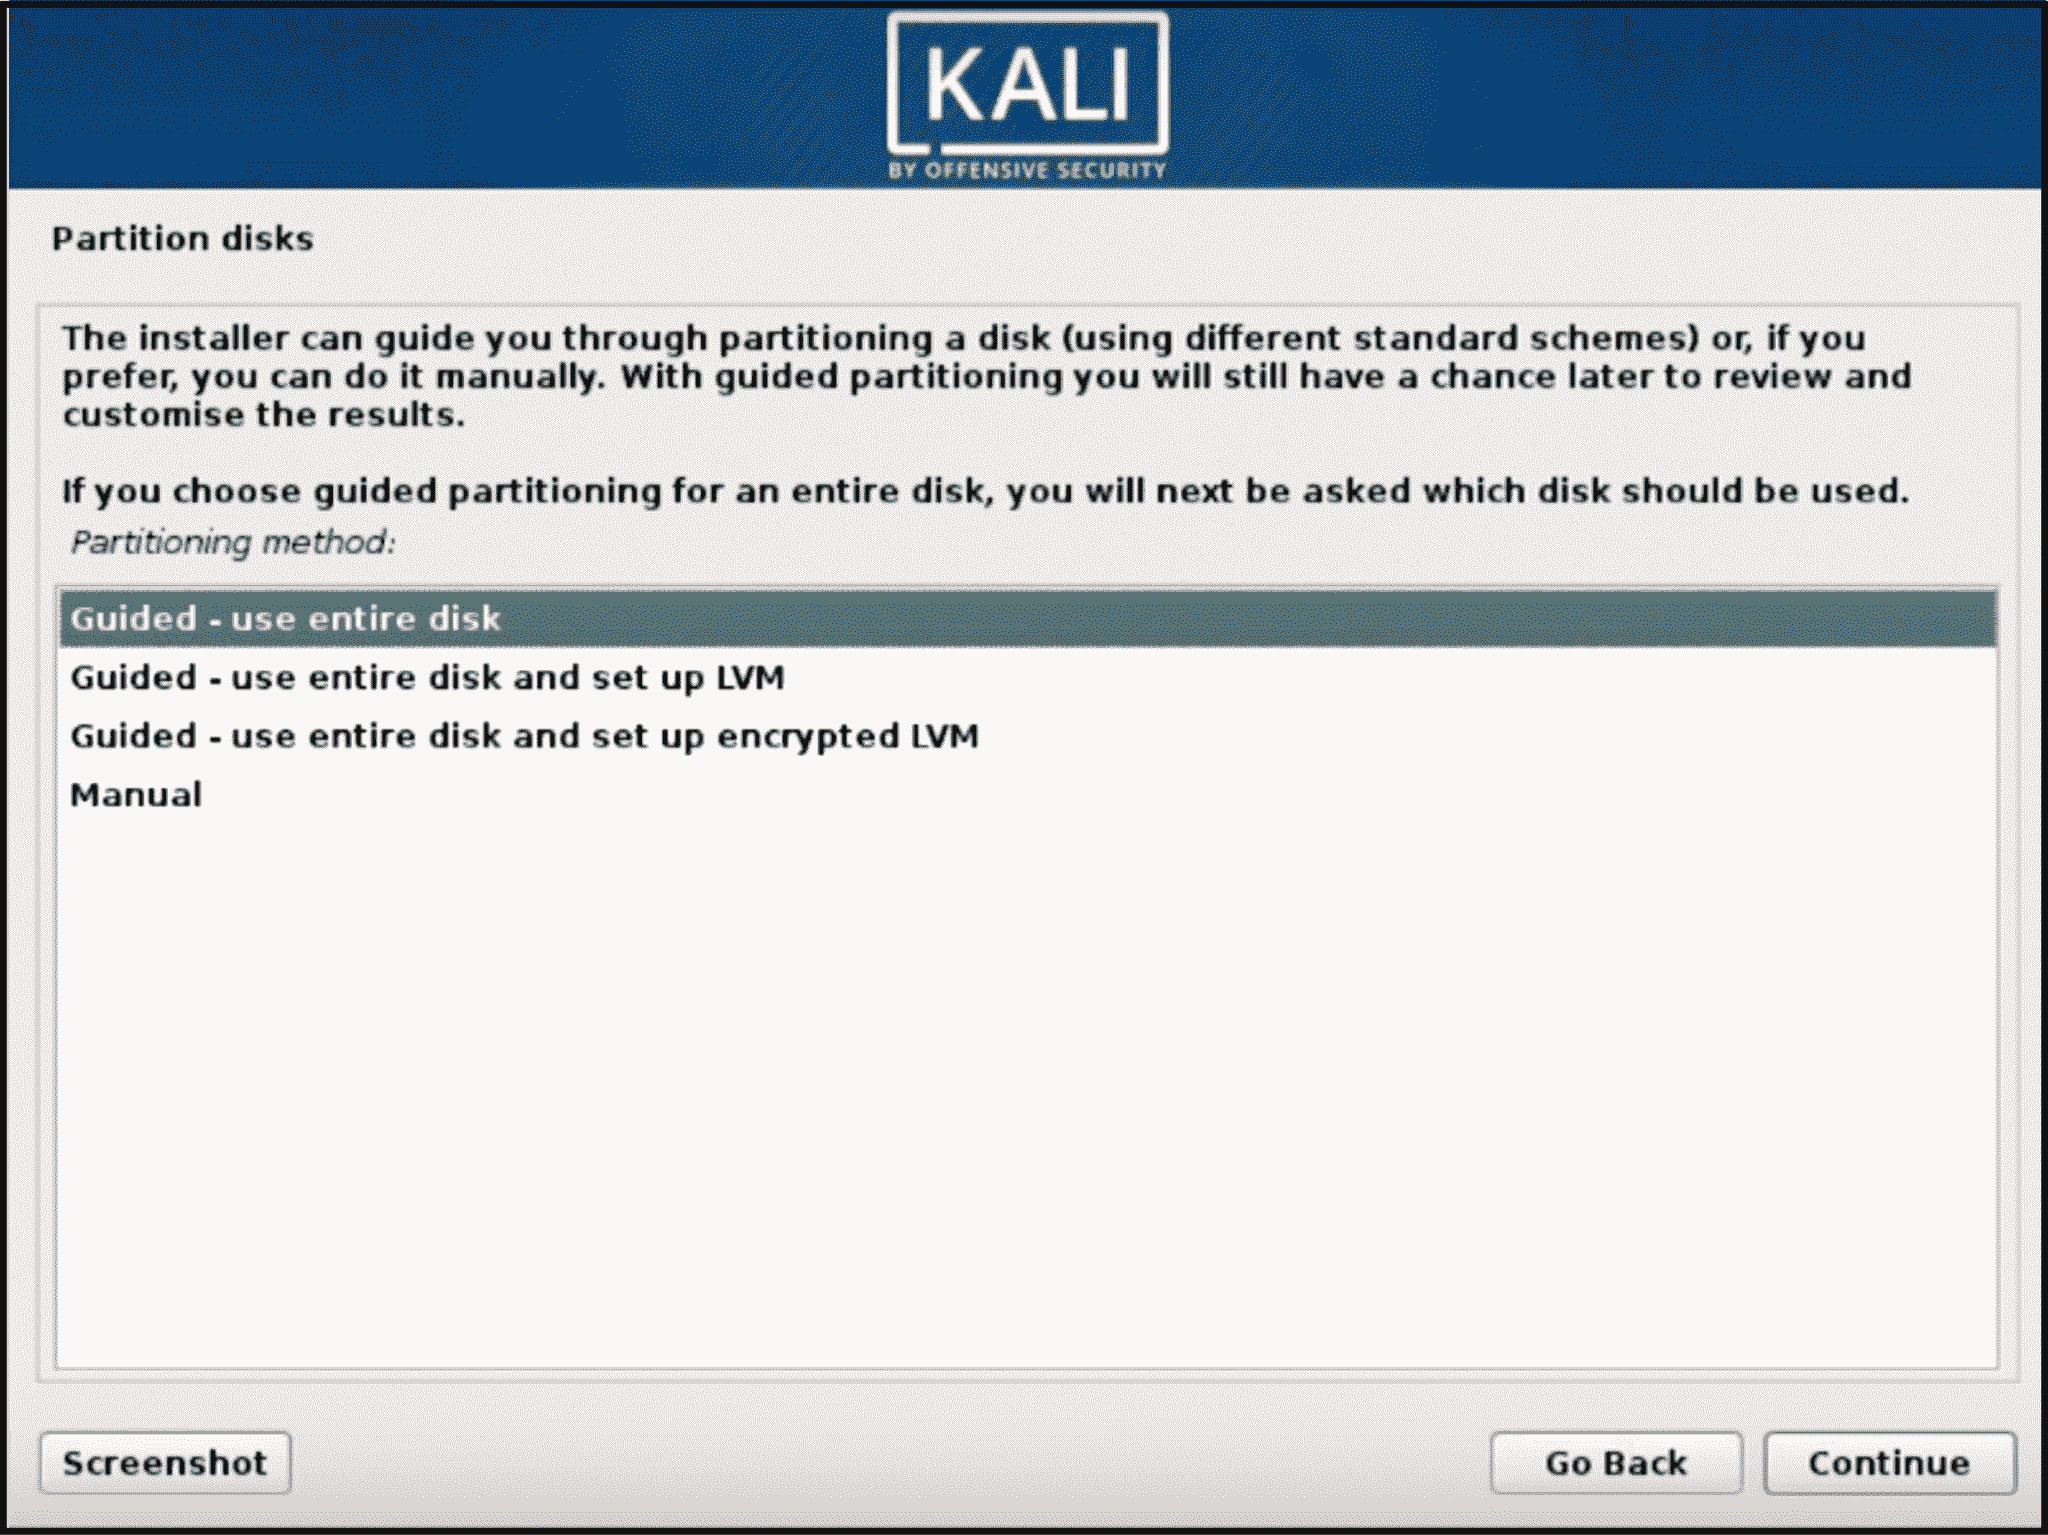 KALI
BY OFFENSIVE SECURITY
Partition disks
The installer can guide you through partitioning a disk (using different standard schemes) or, if you
prefer, you can do it manually. With guided partitioning you will still have a chance later to review and
customise the results.
If you choose guided partitioning for an entire disk, you will next be asked which disk should be used.
Partitioning method:
Guided - use entire disk
Guided - use entire disk and set up LVM
Guided - use entire disk and set up encrypted LVM
Manual
Screenshot
Go Back
Continue